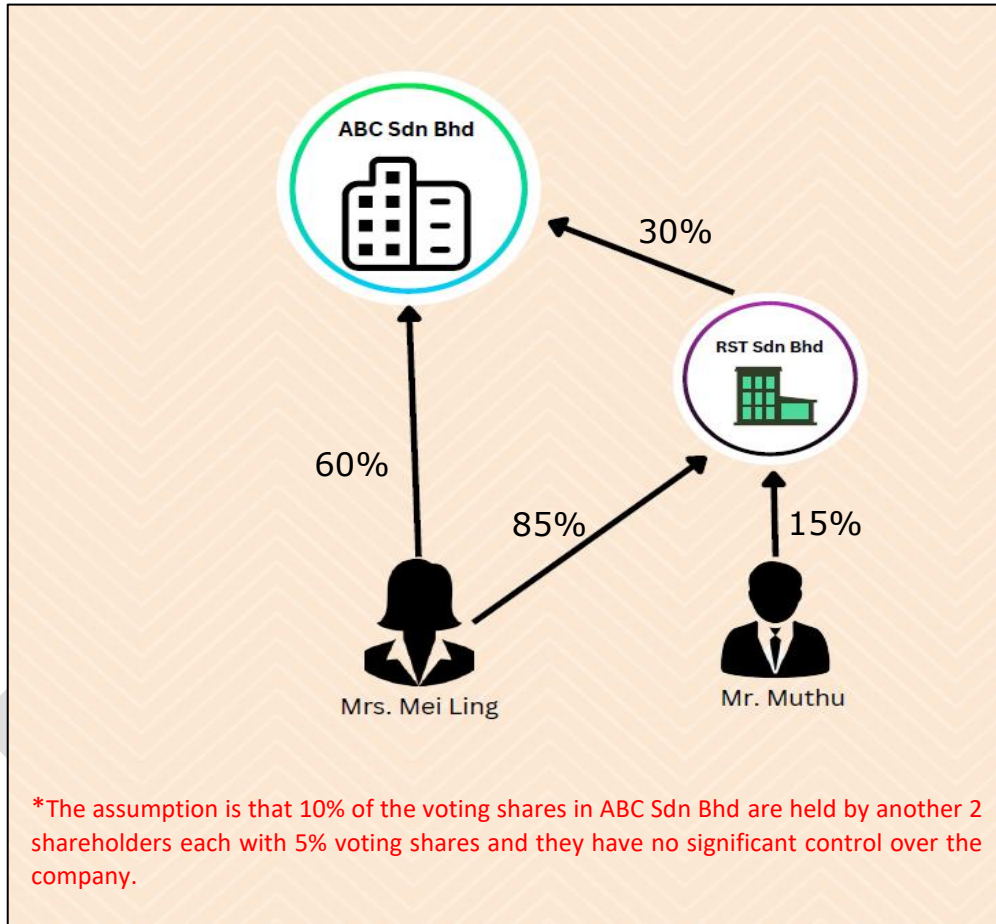 ABC Sdn Bhd
30%
RST Sdn Bhd
60%
85%
15%
Mrs. Mei Ling
Mr. Muthu
*The assumption is that 10% of the voting shares in ABC Sdn Bhd are held by another 2
shareholders each with 5% voting shares and they have no significant control over the
company.